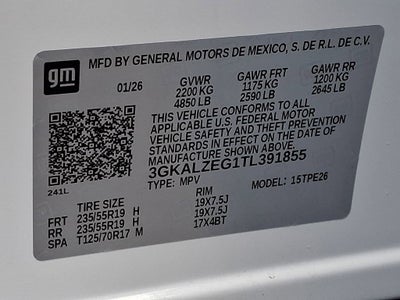 gm
MFD BY GENERAL MOTORS DE MEXICO, S. DE R.L. DE C.V.
01/26 GVWR GAWR FRT GAWR RR
2200 KG 1175 KG 1200 KG
4850 LB 2590 LB 2645 LB
THIS VEHICLE CONFORMS TO ALL
APPLICABLE U.S. FEDERAL MOTOR
VEHICLE SAFETY AND THEFT PREVENTION
STANDARDS IN EFFECT ON THE DATE OF
MANUFACTURE SHOWN ABOVE.
3GKALZEG1TL391855
TYPE: MPV MODEL: 15TPE26
241L
TIRE SIZE RIM
FRT 235/55R19 H 19X7.5J
RR 235/55R19 H 19X7.5J
SPA T125/70R17 M 17X4BT